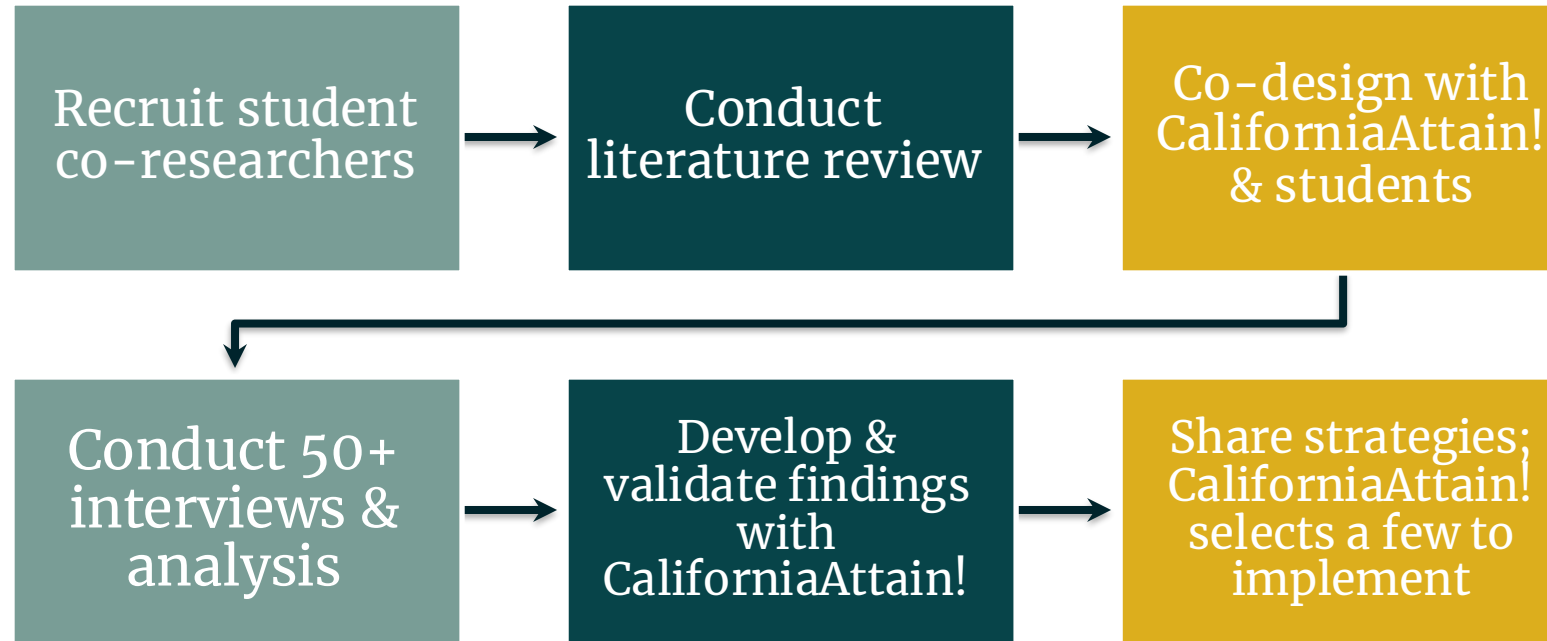 Recruit student
co-researchers
Conduct
literature review
Co-design with
CaliforniaAttain!
& students
Conduct 50+
interviews &
analysis
Develop &
validate findings
with
CaliforniaAttain!
Share strategies;
CaliforniaAttain!
selects a few to
implement